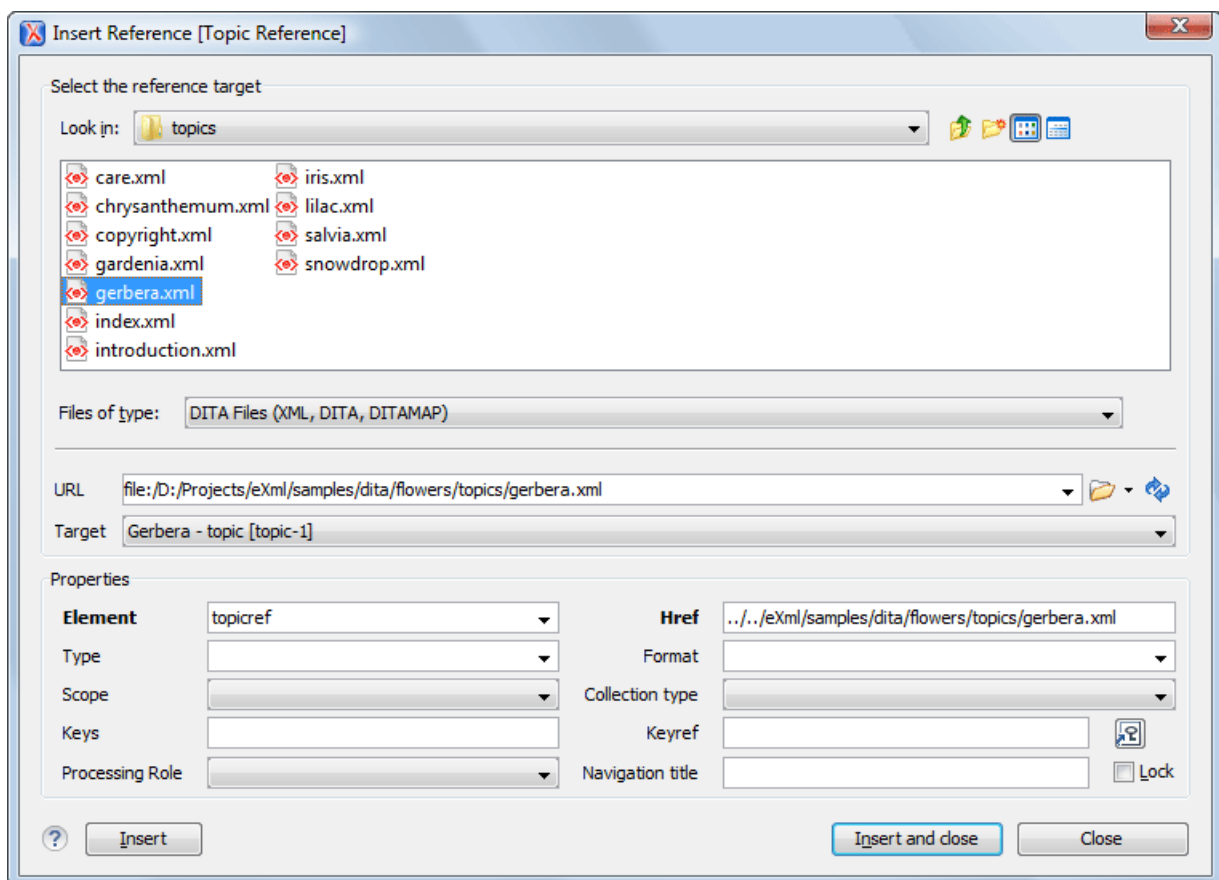 Insert Reference [Topic Reference]
Select the reference target
Look in: topics
care.xml iris.xml
chrysanthemum.xml lilac.xml
copyright.xml salvia.xml
gardenia.xml snowdrop.xml
gerbera.xml
index.xml
introduction.xml
Files of type: DITA Files (XML, DITA, DITAMAP)
URL file:/D:/Projects/eXml/samples/dita/flowers/topics/gerbera.xml
Target Gerbera - topic [topic-1]
Properties
Element topicref Href ../../eXml/samples/dita/flowers/topics/gerbera.xml
Type Format
Scope Collection type
Keys Keyref
Processing Role Navigation title Lock
? Insert Insert and close Close